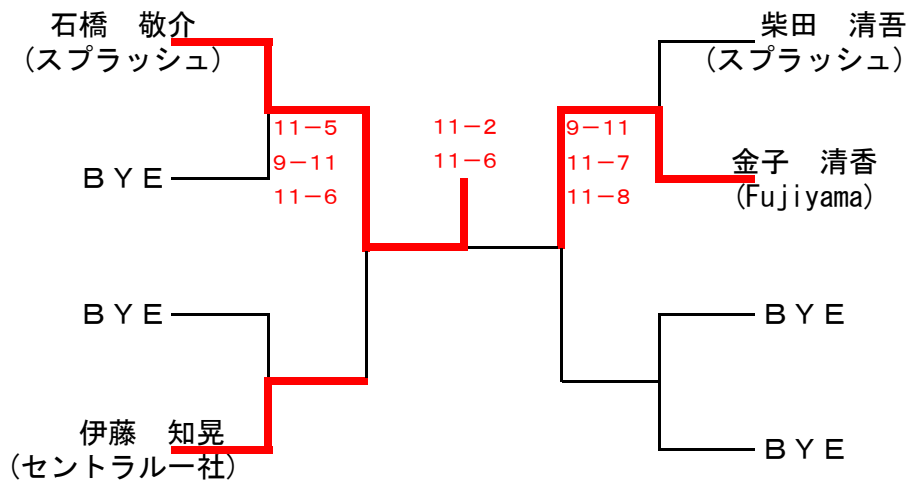 石橋　敬介
(スプラッシュ)
ＢＹＥ
ＢＹＥ
伊藤　知晃
(セントラルー社)
11－5
9－11
11－6
11－2
11－6
9－11
11－7
11－8
柴田　清吾
(スプラッシュ)
金子　清香
(Fujiyama)
ＢＹＥ
ＢＹＥ